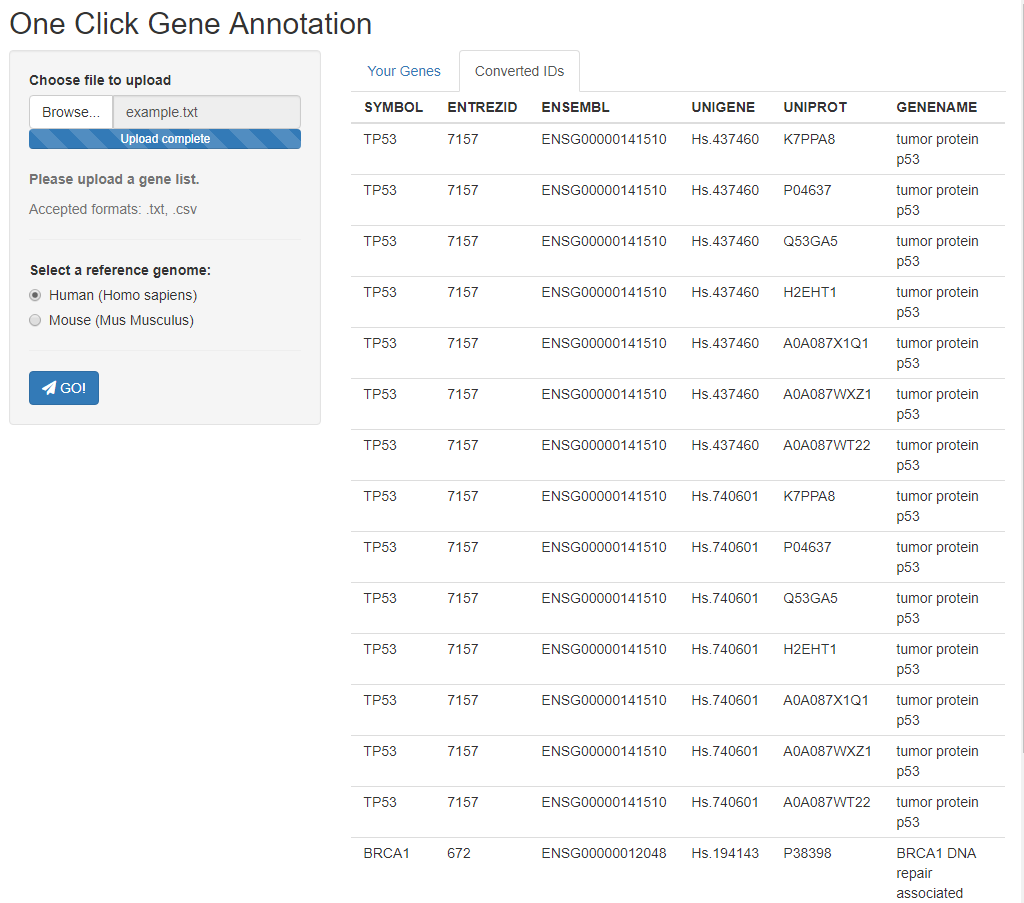 One Click Gene Annotation
Choose file to upload
Browse... example.txt
Upload complete
Please upload a gene list.
Accepted formats: .txt, .csv
Select a reference genome:
Human (Homo sapiens)
Mouse (Mus Musculus)
GO!
Your Genes Converted IDs
SYMBOL ENTREZID ENSEMBL UNIGENE UNIPROT GENENAME
TP53 7157 ENSG00000141510 Hs.437460 K7PPA8 tumor protein
p53
TP53 7157 ENSG00000141510 Hs.437460 P04637 tumor protein
p53
TP53 7157 ENSG00000141510 Hs.437460 Q53GA5 tumor protein
p53
TP53 7157 ENSG00000141510 Hs.437460 H2EHT1 tumor protein
p53
TP53 7157 ENSG00000141510 Hs.437460 A0A087X1Q1 tumor protein
p53
TP53 7157 ENSG00000141510 Hs.437460 A0A087WXZ1 tumor protein
p53
TP53 7157 ENSG00000141510 Hs.437460 A0A087WT22 tumor protein
p53
TP53 7157 ENSG00000141510 Hs.740601 K7PPA8 tumor protein
p53
TP53 7157 ENSG00000141510 Hs.740601 P04637 tumor protein
p53
TP53 7157 ENSG00000141510 Hs.740601 Q53GA5 tumor protein
p53
TP53 7157 ENSG00000141510 Hs.740601 H2EHT1 tumor protein
p53
TP53 7157 ENSG00000141510 Hs.740601 A0A087X1Q1 tumor protein
p53
TP53 7157 ENSG00000141510 Hs.740601 A0A087WXZ1 tumor protein
p53
TP53 7157 ENSG00000141510 Hs.740601 A0A087WT22 tumor protein
p53
BRCA1 672 ENSG00000012048 Hs.194143 P38398 BRCA1 DNA
repair
associated